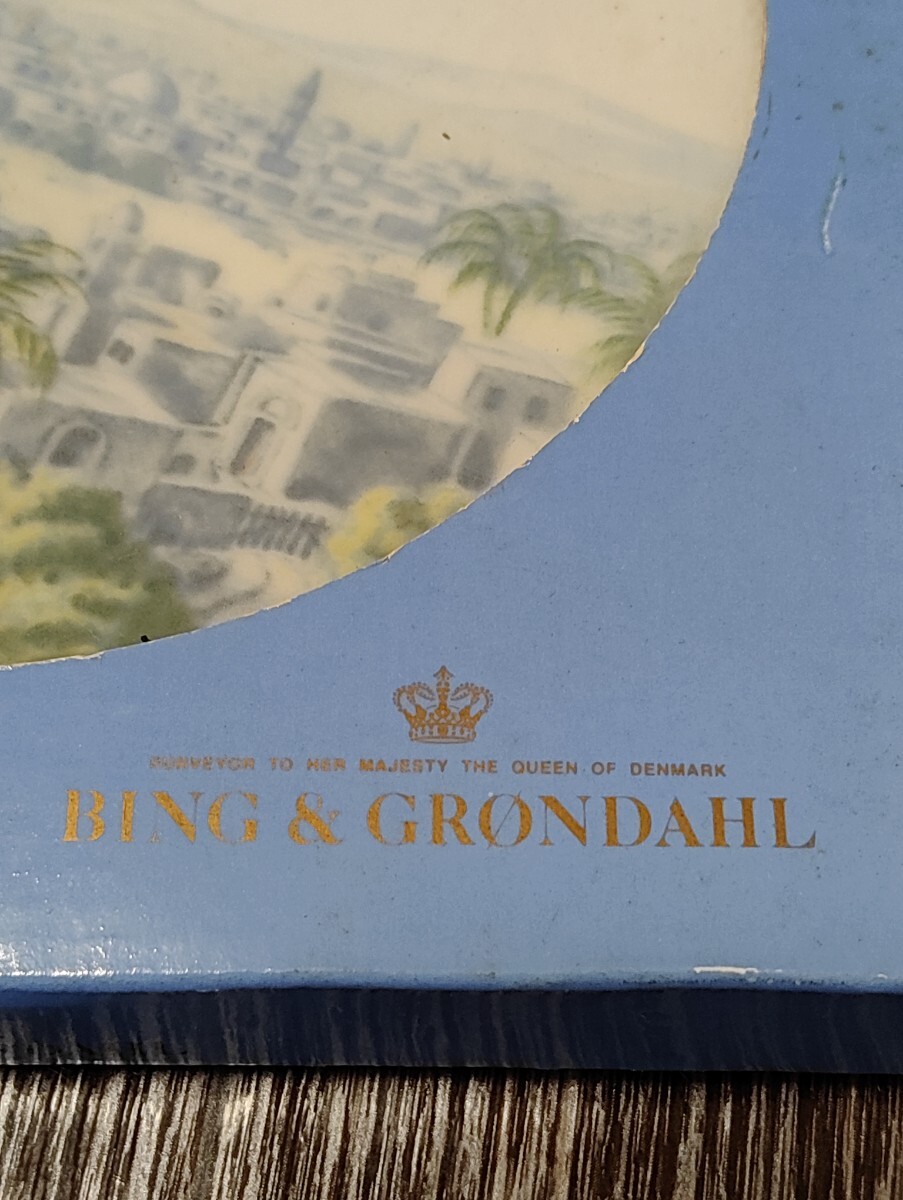 PURVEYOR TO HER MAJESTY THE QUEEN OF DENMARK
BING & GRØNDAHL